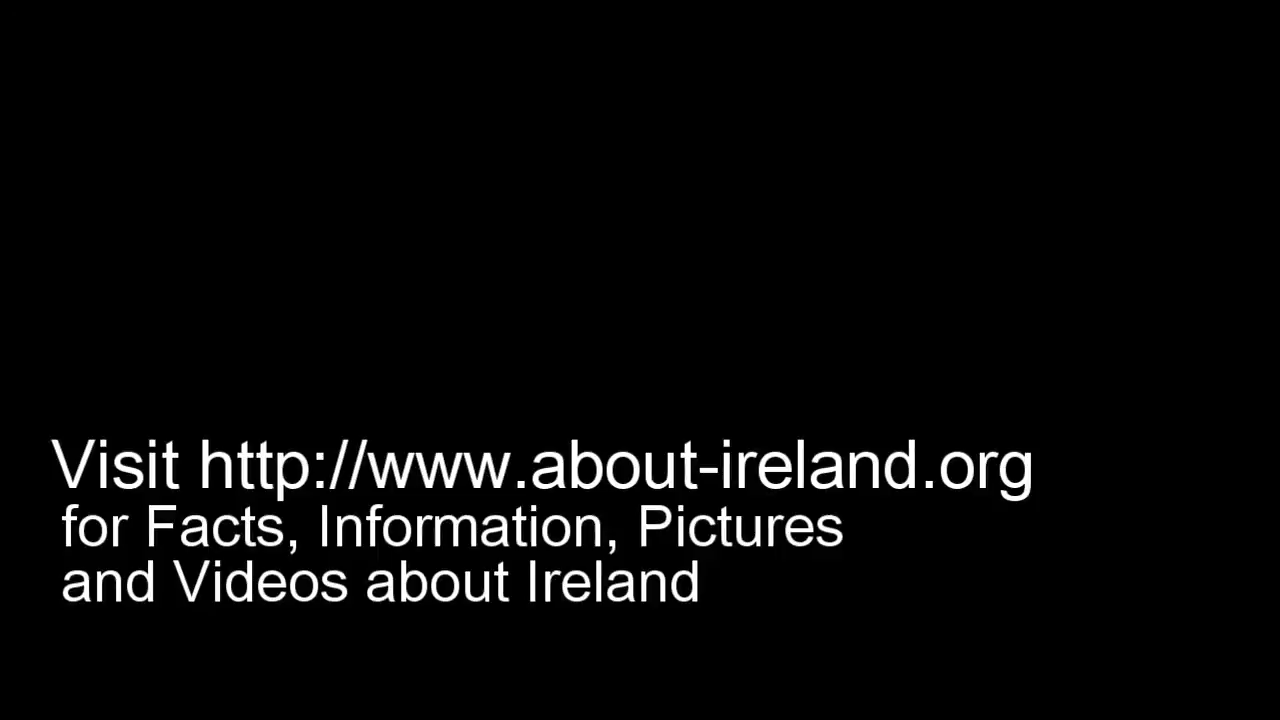 Visit http://www.about-ireland.org
for Facts, Information, Pictures
and Videos about Ireland